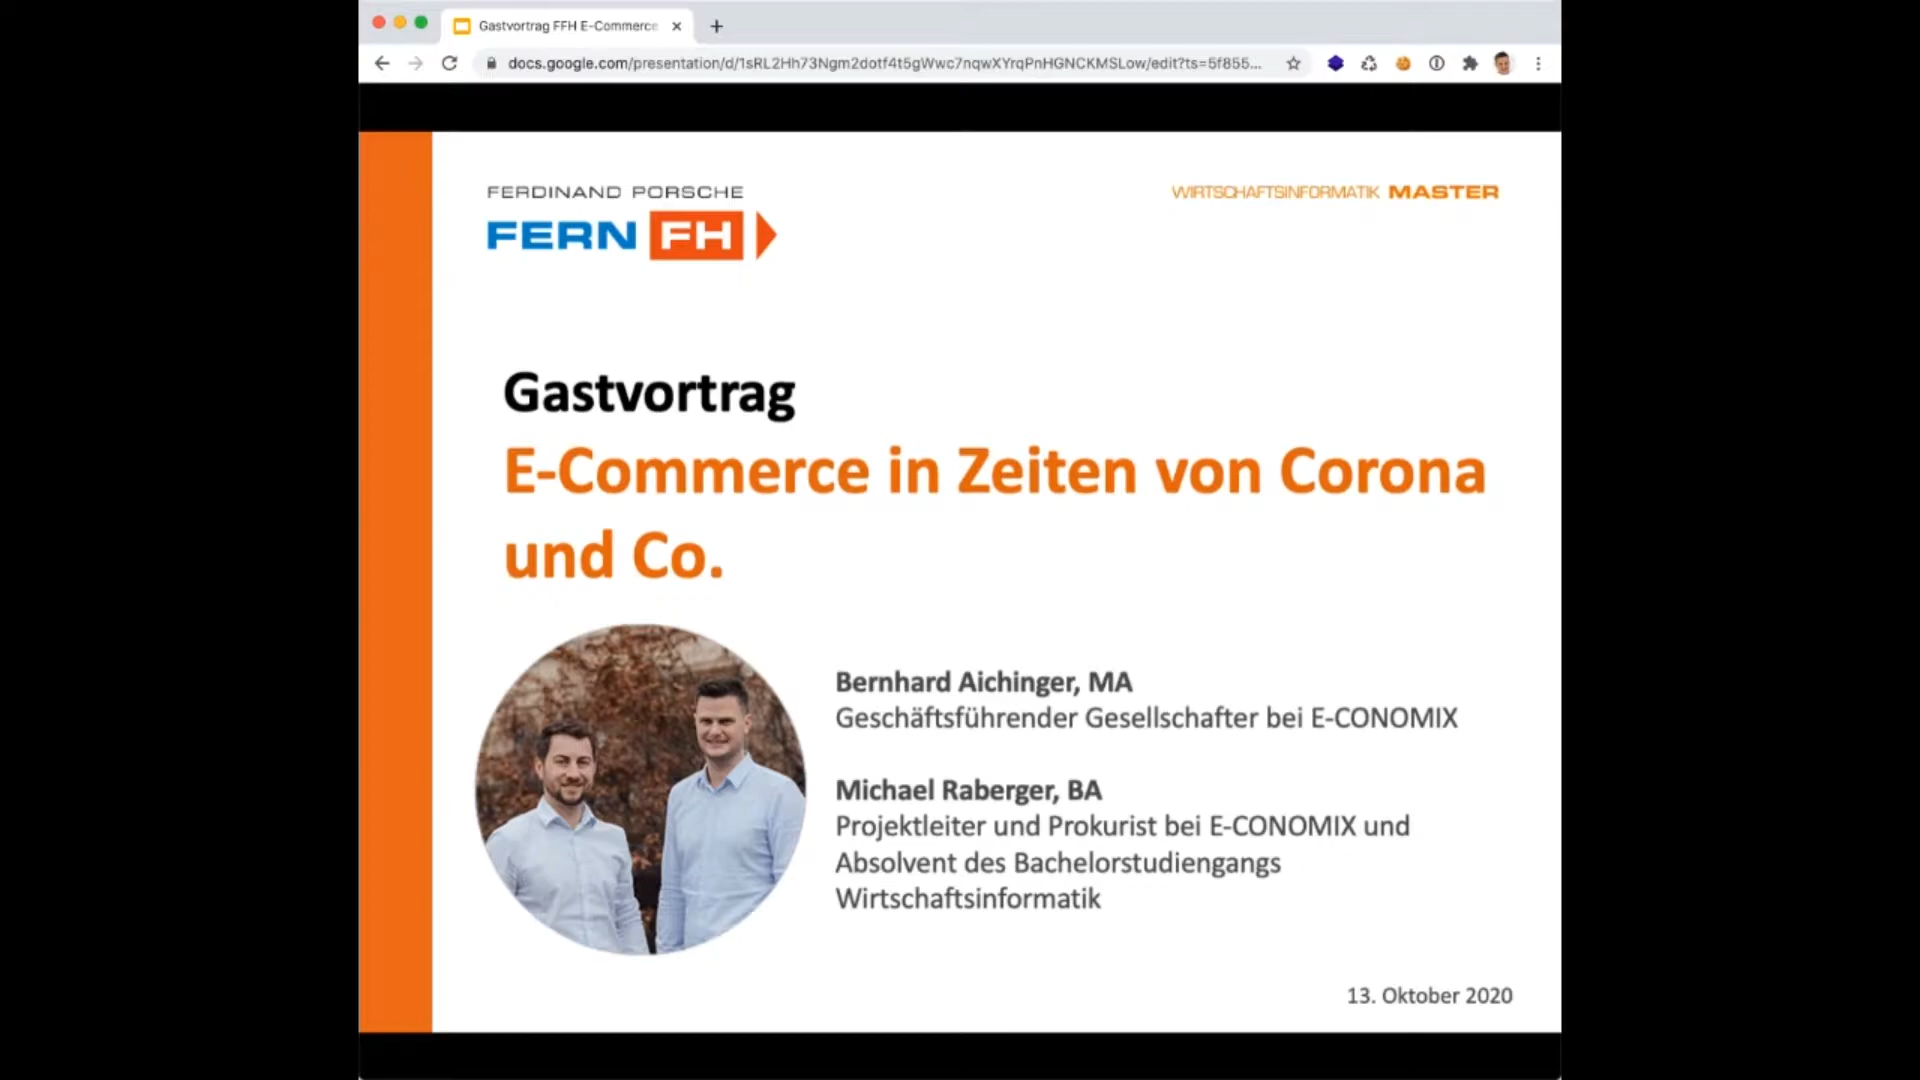 Gastvortrag FFH E-Commerce
docs.google.com/presentation/d/1sRL2Hh73Ngm2dotf4t5gWwc7nqwXYrqPnHGNCKMSLow/edit?ts=5f855...
FERDINAND PORSCHE
WIRTSCHAFTSINFORMATIK MASTER
FERN FH
Gastvortrag
E-Commerce in Zeiten von Corona
und Co.
Bernhard Aichinger, MA
Geschäftsführender Gesellschafter bei E-CONOMIX
Michael Raberger, BA
Projektleiter und Prokurist bei E-CONOMIX und
Absolvent des Bachelorstudiengangs
Wirtschaftsinformatik
13. Oktober 2020